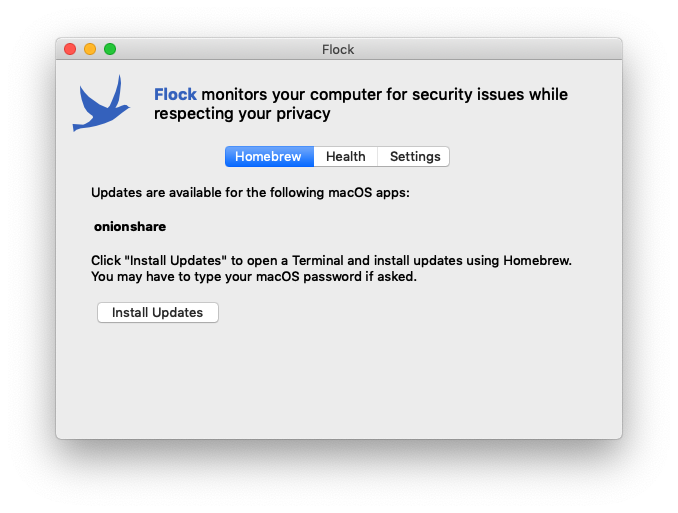 Flock
Flock monitors your computer for security issues while
respecting your privacy
Homebrew Health Settings
Updates are available for the following macOS apps:
onionshare
Click "Install Updates" to open a Terminal and install updates using Homebrew.
You may have to type your macOS password if asked.
Install Updates